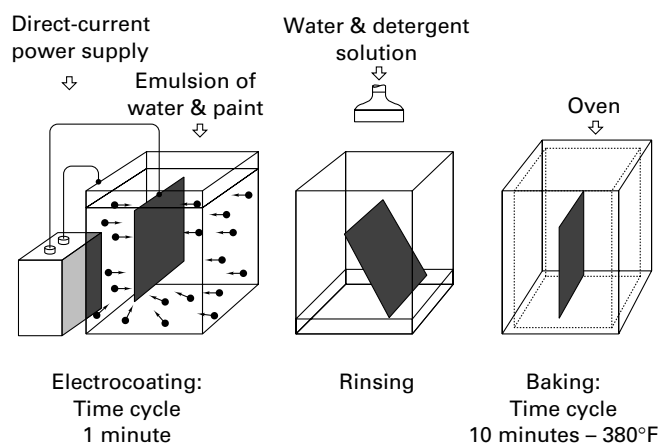 Direct-current
power supply
Emulsion of
water & paint
Water & detergent
solution
Oven
Electrocoating:
Time cycle
1 minute
Rinsing
Baking:
Time cycle
10 minutes – 380°F